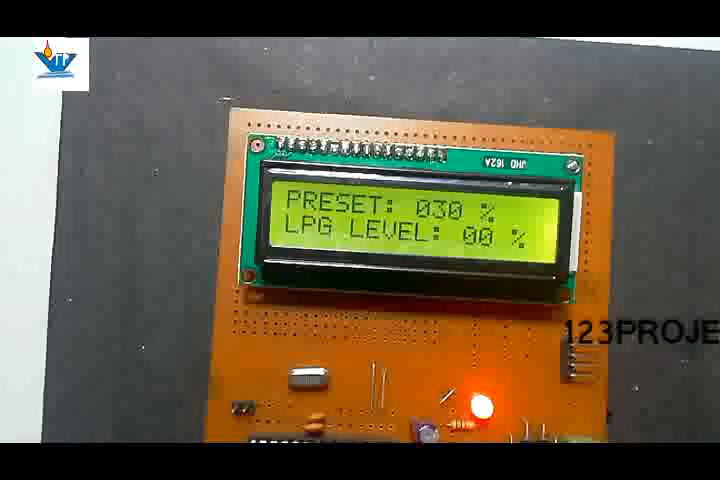 JHD 162A
PRESET: 030 %
LPG LEVEL: 00 %
123PROJE